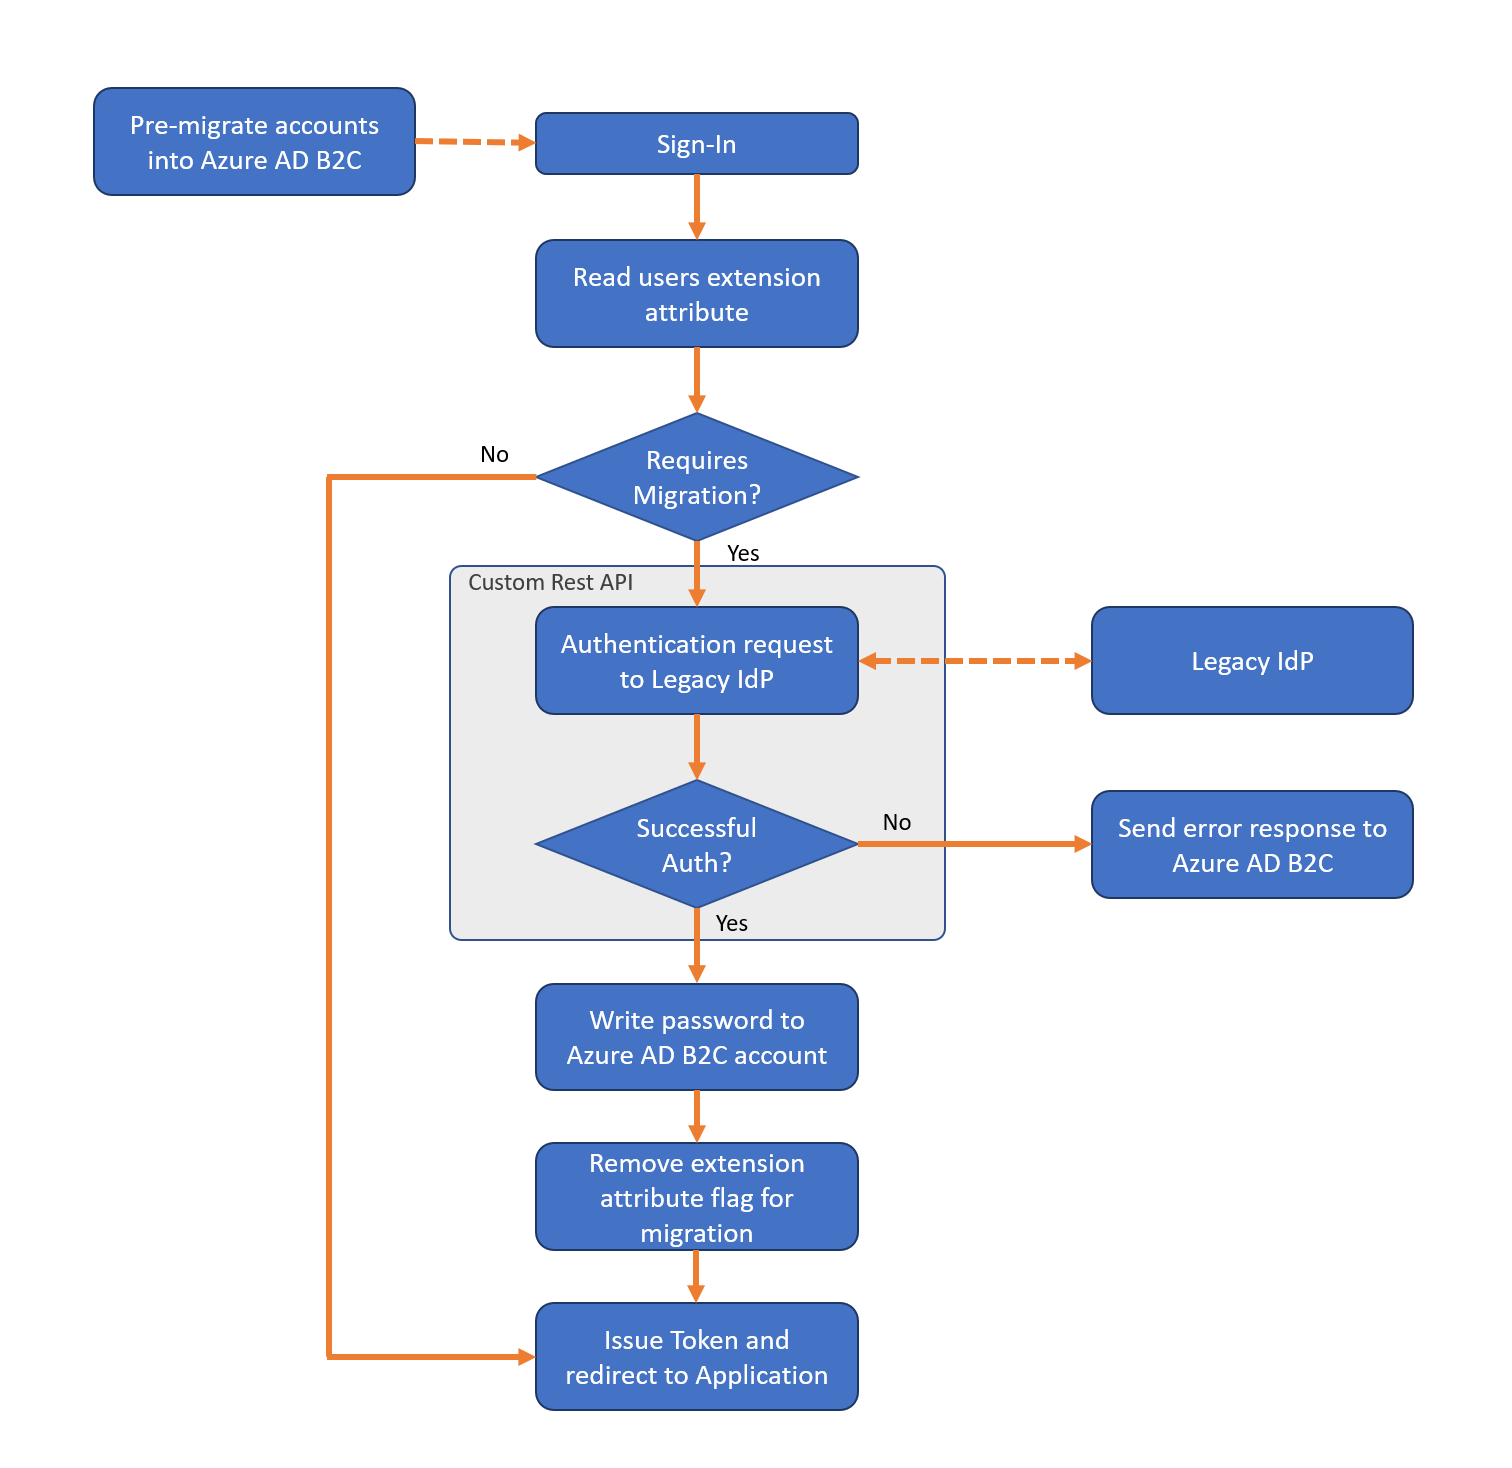 Pre-migrate accounts
into Azure AD B2C
Sign-In
Read users extension
attribute
Requires
Migration?
No
Yes
Custom Rest API
Authentication request
to Legacy IdP
Legacy IdP
Successful
Auth?
No
Send error response to
Azure AD B2C
Yes
Write password to
Azure AD B2C account
Remove extension
attribute flag for
migration
Issue Token and
redirect to Application